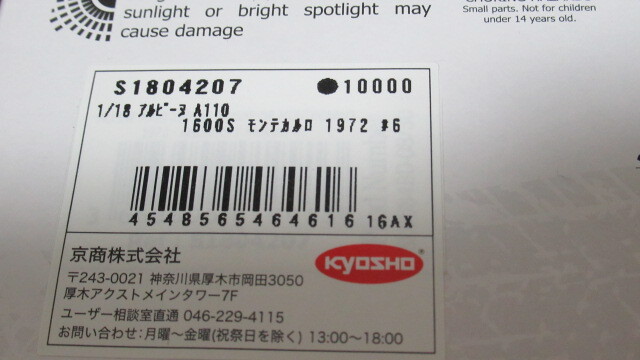 sunlight or bright spotlight may
cause damage
Small parts. Not for children
under 14 years old.
S1804207 ●10000
1/18 アルピーヌ A110
1600S モンテカルロ 1972 #6
4548565464616 16AX
京商株式会社
KYOSHO
〒243-0021 神奈川県厚木市岡田3050
厚木アクストメインタワー7F
ユーザー相談室直通 046-229-4115
お問い合わせ:月曜~金曜(祝祭日を除く) 13:00~18:00